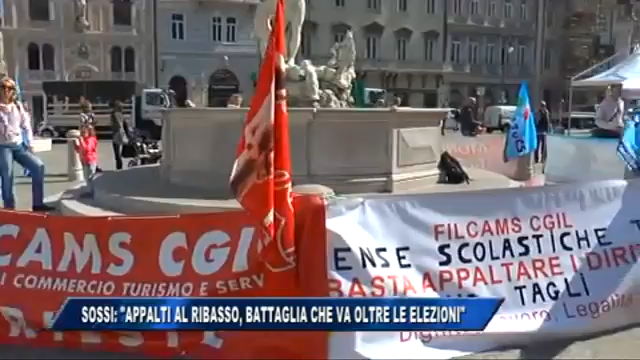 CAMS CGIL
COMMERCIO TURISMO E SERV
FILCAMS CGIL
ENSE SCOLASTICHE
BASTA APPALTARE I DIRI
TAGLI
Legali
SOSSI: "APPALTI AL RIBASSO, BATTAGLIA CHE VA OLTRE LE ELEZIONI"